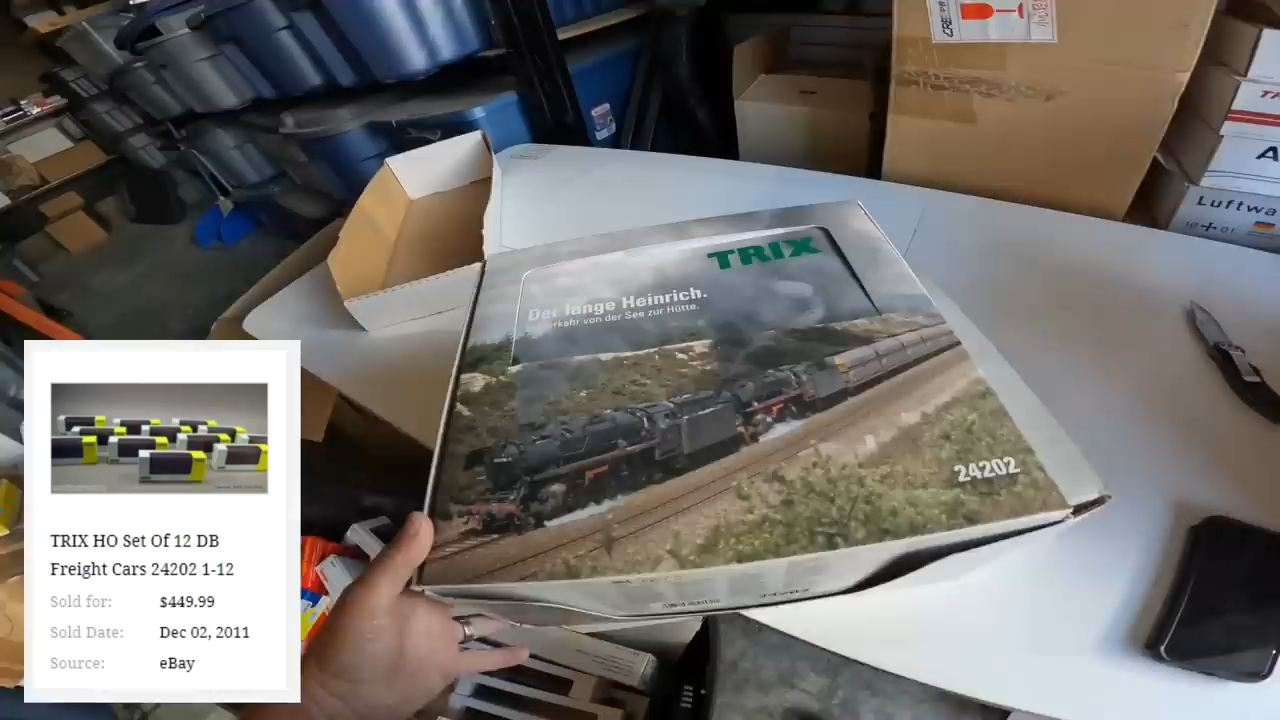 TRIX
Der lange Heinrich.
verkehr von der See zur Hütte.
24202
Luftwa
TRIX HO Set Of 12 DB
Freight Cars 24202 1-12
Sold for: $449.99
Sold Date: Dec 02, 2011
Source: eBay